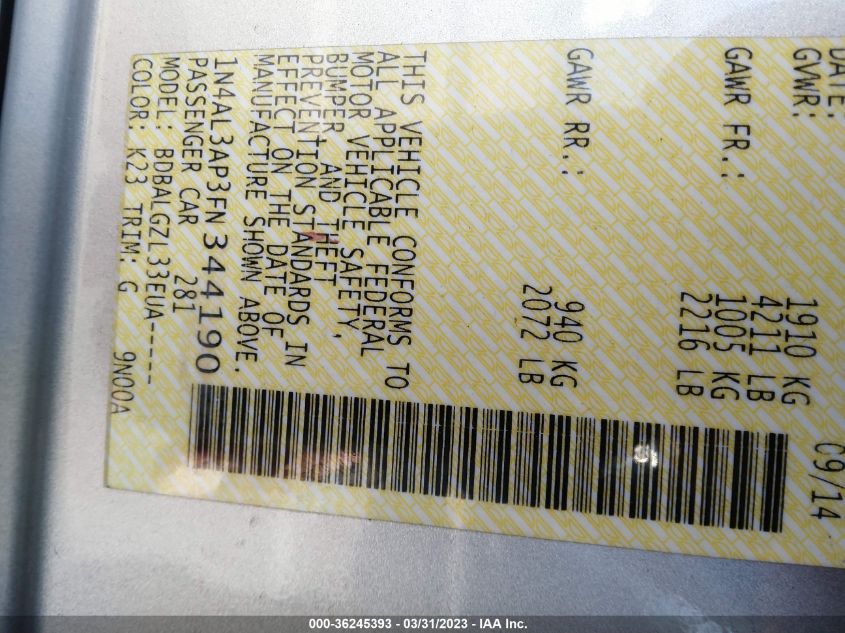 DATE: 09/14
GVWR: 1910 KG
4211 LB
GAWR FR.: 1005 KG
2216 LB
GAWR RR.: 940 KG
2072 LB
THIS VEHICLE CONFORMS TO
ALL APPLICABLE FEDERAL
MOTOR VEHICLE SAFETY,
BUMPER, AND THEFT
PREVENTION STANDARDS IN
EFFECT ON THE DATE OF
MANUFACTURE SHOWN ABOVE.
1N4AL3AP3FN344190
PASSENGER CAR 281
MODEL: BDBALGZL33EUA-----
COLOR: K23 TRIM: G 9N00A
000-36245393 - 03/31/2023 - IAA Inc.